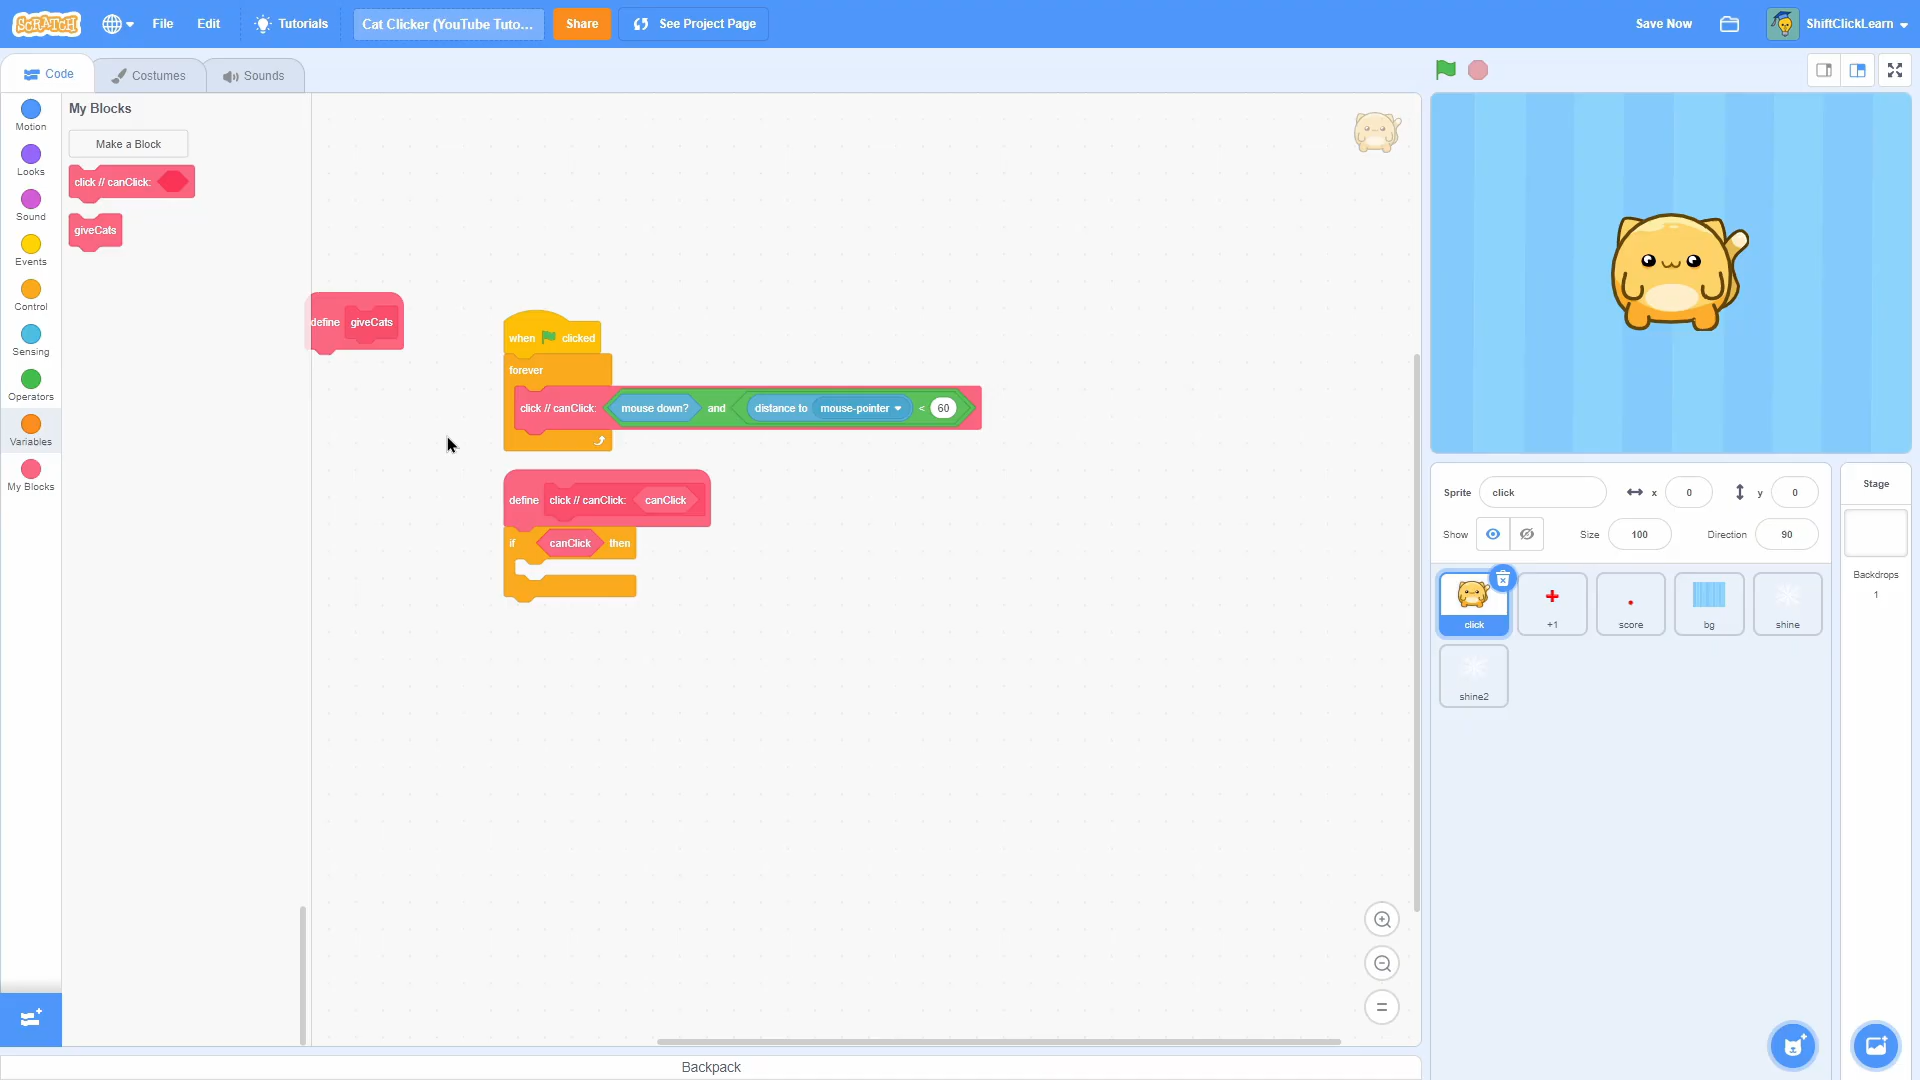 SCRATCH
File
Edit
Tutorials
Cat Clicker (YouTube Tuto...
Share
See Project Page
Save Now
ShiftClickLearn
Code
Costumes
Sounds
Motion
Looks
Sound
Events
Control
Sensing
Operators
Variables
My Blocks
My Blocks
Make a Block
click // canClick:
giveCats
define giveCats
when clicked
forever
click // canClick: mouse down? and distance to mouse-pointer < 60
define click // canClick: canClick
if canClick then
Sprite click x 0 y 0
Show Size 100 Direction 90
click
+1
score
bg
shine
shine2
Stage
Backdrops
1
Backpack